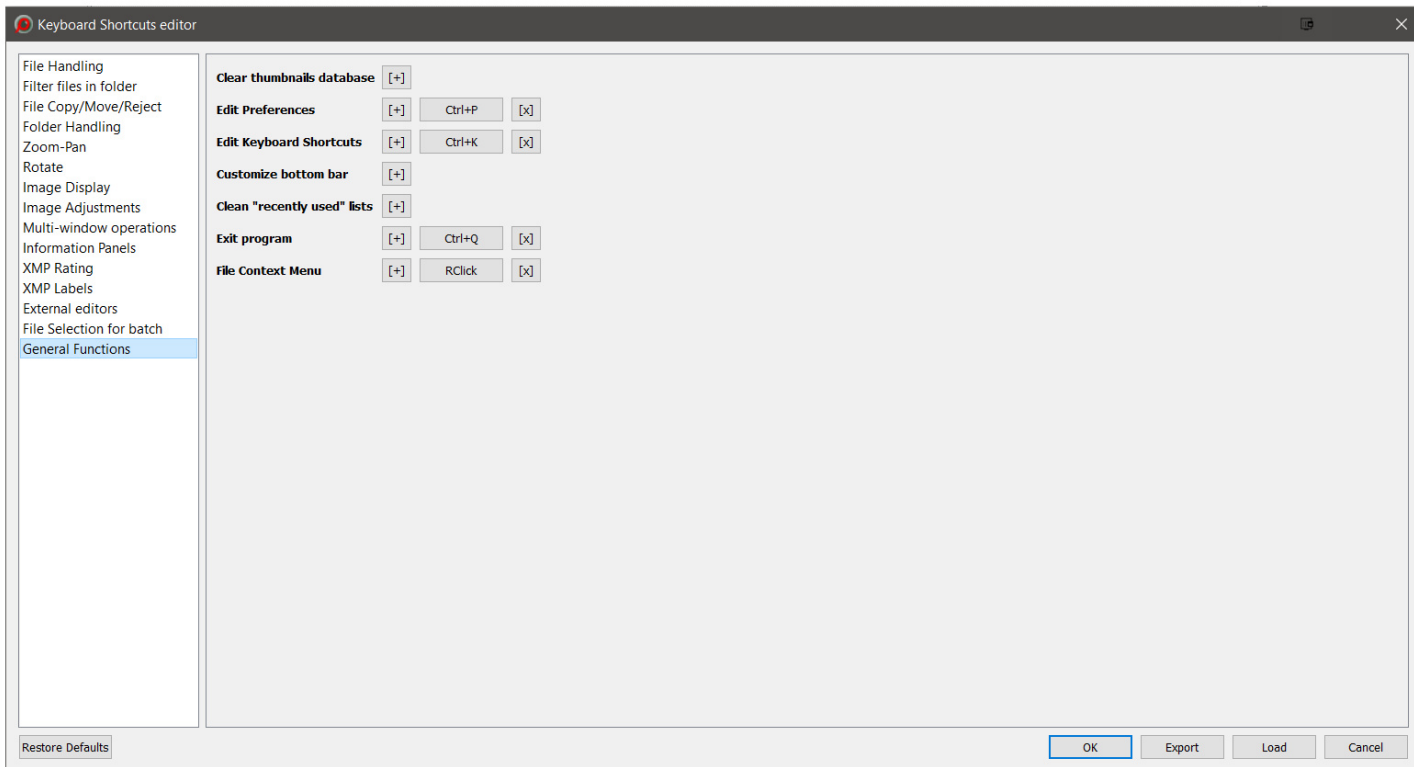 Keyboard Shortcuts editor
File Handling
Filter files in folder
File Copy/Move/Reject
Folder Handling
Zoom-Pan
Rotate
Image Display
Image Adjustments
Multi-window operations
Information Panels
XMP Rating
XMP Labels
External editors
File Selection for batch
General Functions
Clear thumbnails database [+]
Edit Preferences [+] Ctrl+P [x]
Edit Keyboard Shortcuts [+] Ctrl+K [x]
Customize bottom bar [+]
Clean "recently used" lists [+]
Exit program [+] Ctrl+Q [x]
File Context Menu [+] RClick [x]
Restore Defaults OK Export Load Cancel